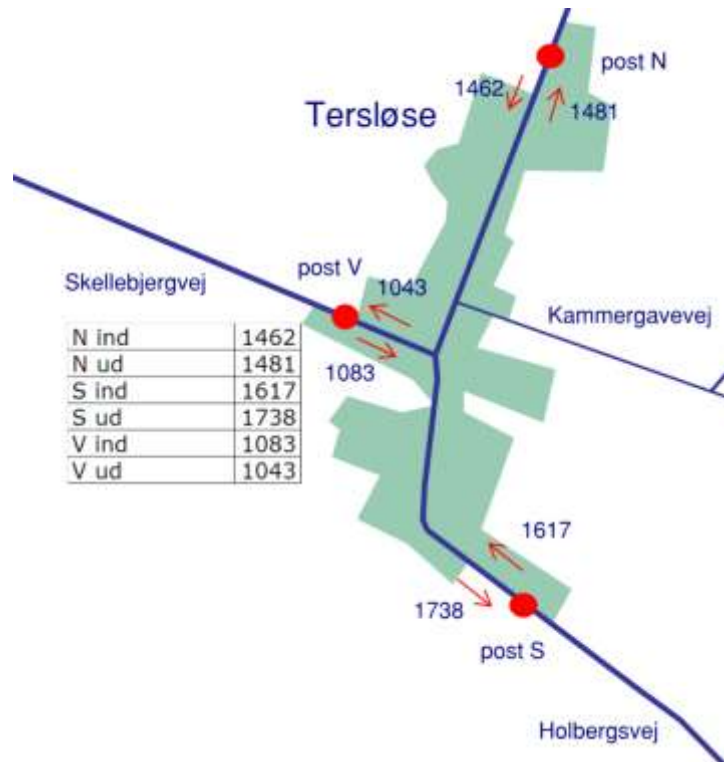 post N
1462
Tersløse
1481
post V
Skellebjergvej
1043
Kammergavevej
N ind 1462
N ud 1481
S ind 1617
S ud 1738
V ind 1083
V ud 1043
1083
1617
1738
post S
Holbergsvej